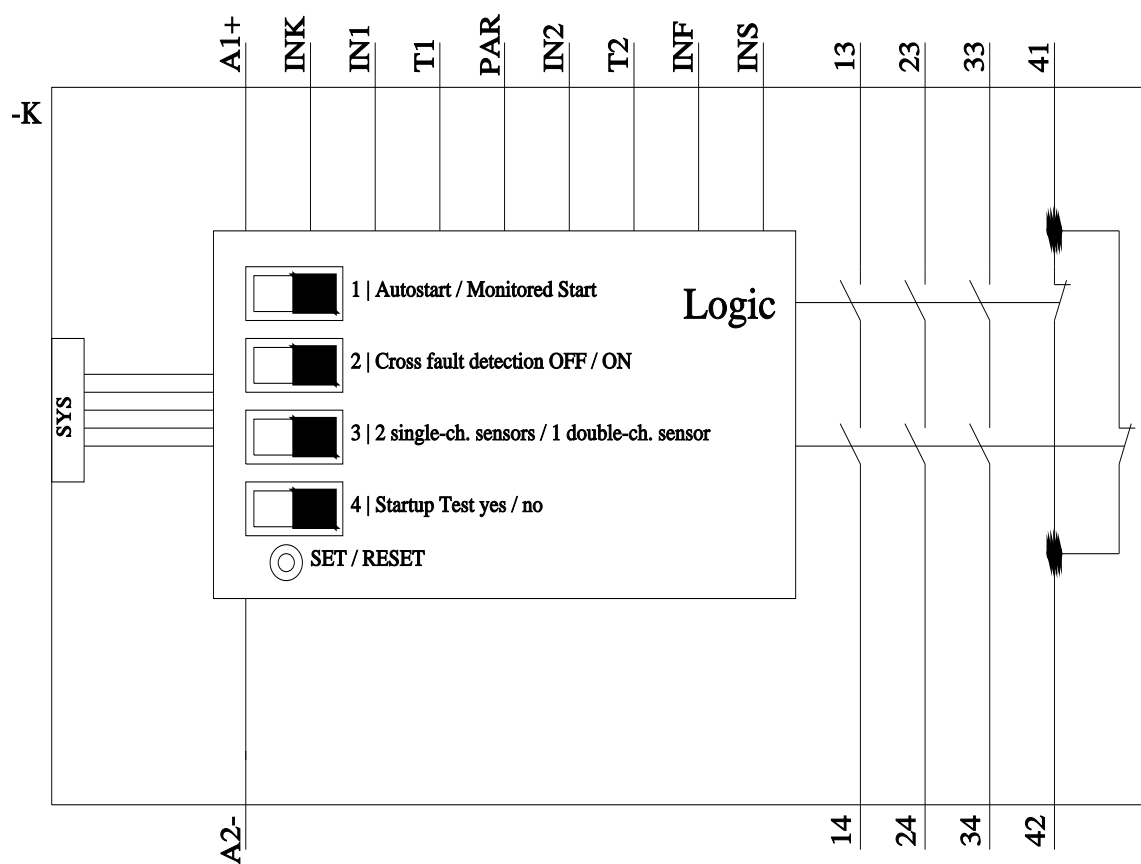 A1+ INK IN1 T1 PAR IN2 T2 INF INS 13 23 33 41
-K
1 | Autostart / Monitored Start
Logic
2 | Cross fault detection OFF / ON
SYS
3 | 2 single-ch. sensors / 1 double-ch. sensor
4 | Startup Test yes / no
SET / RESET
A2- 14 24 34 42